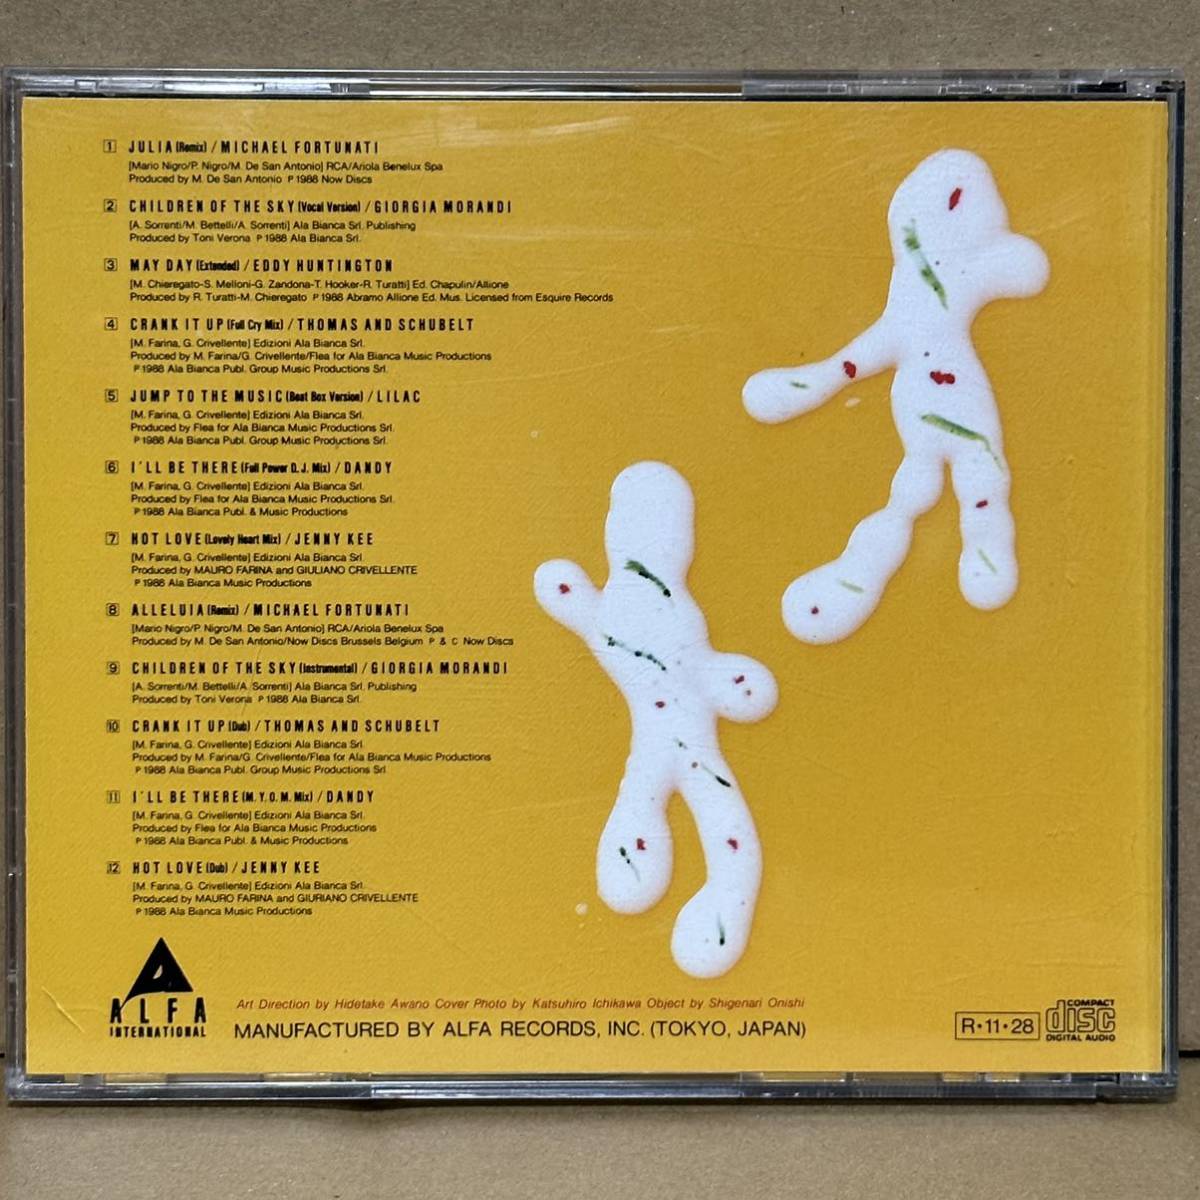 1 JULIA (Remix) / MICHAEL FORTUNATI
[Mario Nigro/P. Nigro/M. De San Antonio] RCA/Ariola Benelux Spa
Produced by M. De San Antonio P 1988 Now Discs
2 CHILDREN OF THE SKY (Vocal Version) / GIORGIA MORANDI
[A. Sorrenti/M. Bettelli/A. Sorrenti] Ala Bianca Srl. Publishing
Produced by Toni Verona P 1988 Ala Bianca Srl.
3 MAY DAY (Extended) / EDDY HUNTINGTON
[M. Chieregato-S. Melloni-G. Zandona-T. Hooker-R. Turatti] Ed. Chapulin/Allione
Produced by R. Turatti-M. Chieregato P 1988 Abramo Allione Ed. Mus. Licensed from Esquire Records
4 CRANK IT UP (Full Cry Mix) / THOMAS AND SCHUBELT
[M. Farina, G. Crivellente] Edizioni Ala Bianca Srl.
Produced by M. Farina/G. Crivellente/Flea for Ala Bianca Music Productions
P 1988 Ala Bianca Publ. Group Music Productions Srl.
5 JUMP TO THE MUSIC (Beat Box Version) / LILAC
[M. Farina, G. Crivellente] Edizioni Ala Bianca Srl.
Produced by Flea for Ala Bianca Music Productions Srl.
P 1988 Ala Bianca Publ. Group Music Productions Srl.
6 I'LL BE THERE (Full Power D.J. Mix) / DANDY
[M. Farina, G. Crivellente] Edizioni Ala Bianca Srl.
Produced by Flea for Ala Bianca Music Productions Srl.
P 1988 Ala Bianca Publ. & Music Productions
7 HOT LOVE (Lovely Heart Mix) / JENNY KEE
[M. Farina, G. Crivellente] Edizioni Ala Bianca Srl.
Produced by MAURO FARINA and GIULIANO CRIVELLENTE
P 1988 Ala Bianca Music Productions
8 ALLELUIA (Remix) / MICHAEL FORTUNATI
[Mario Nigro/P. Nigro/M. De San Antonio] RCA/Ariola Benelux Spa
Produced by M. De San Antonio/Now Discs Brussels Belgium P & C Now Discs
9 CHILDREN OF THE SKY (Instrumental) / GIORGIA MORANDI
[A. Sorrenti/M. Bettelli/A. Sorrenti] Ala Bianca Srl. Publishing
Produced by Toni Verona P 1988 Ala Bianca Srl.
10 CRANK IT UP (Dub) / THOMAS AND SCHUBELT
[M. Farina, G. Crivellente] Edizioni Ala Bianca Srl.
Produced by M. Farina/G. Crivellente/Flea for Ala Bianca Music Productions
P 1988 Ala Bianca Publ. Group Music Productions Srl.
11 I'LL BE THERE (M.Y.O.M. Mix) / DANDY
[M. Farina, G. Crivellente] Edizioni Ala Bianca Srl.
Produced by Flea for Ala Bianca Music Productions
P 1988 Ala Bianca Publ. & Music Productions
12 HOT LOVE (Dub) / JENNY KEE
[M. Farina, G. Crivellente] Edizioni Ala Bianca Srl.
Produced by MAURO FARINA and GIURIANO CRIVELLENTE
P 1988 Ala Bianca Music Productions
ALFA
INTERNATIONAL
Art Direction by Hidetake Awano Cover Photo by Katsuhiro Ichikawa Object by Shigenari Onishi
MANUFACTURED BY ALFA RECORDS, INC. (TOKYO, JAPAN)
R・11・28
COMPACT
disc
DIGITAL AUDIO